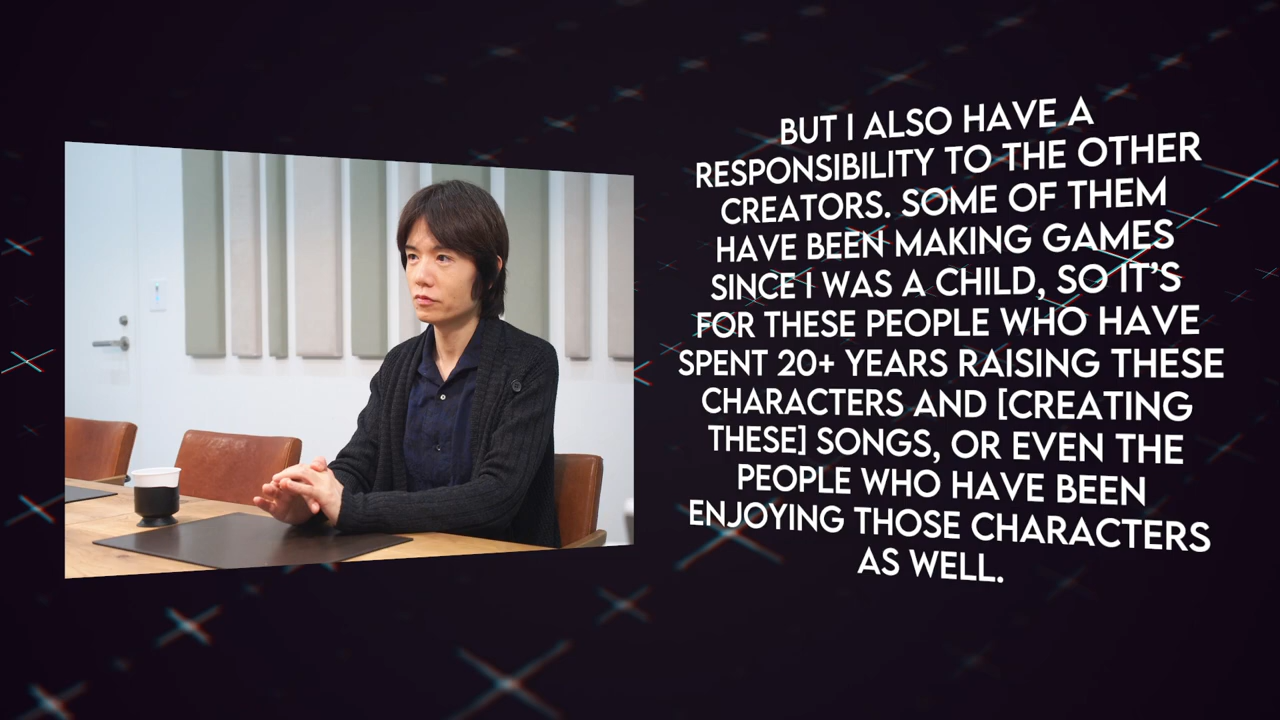 BUT I ALSO HAVE A
RESPONSIBILITY TO THE OTHER
CREATORS. SOME OF THEM
HAVE BEEN MAKING GAMES
SINCE I WAS A CHILD, SO IT’S
FOR THESE PEOPLE WHO HAVE
SPENT 20+ YEARS RAISING THESE
CHARACTERS AND [CREATING
THESE] SONGS, OR EVEN THE
PEOPLE WHO HAVE BEEN
ENJOYING THOSE CHARACTERS
AS WELL.